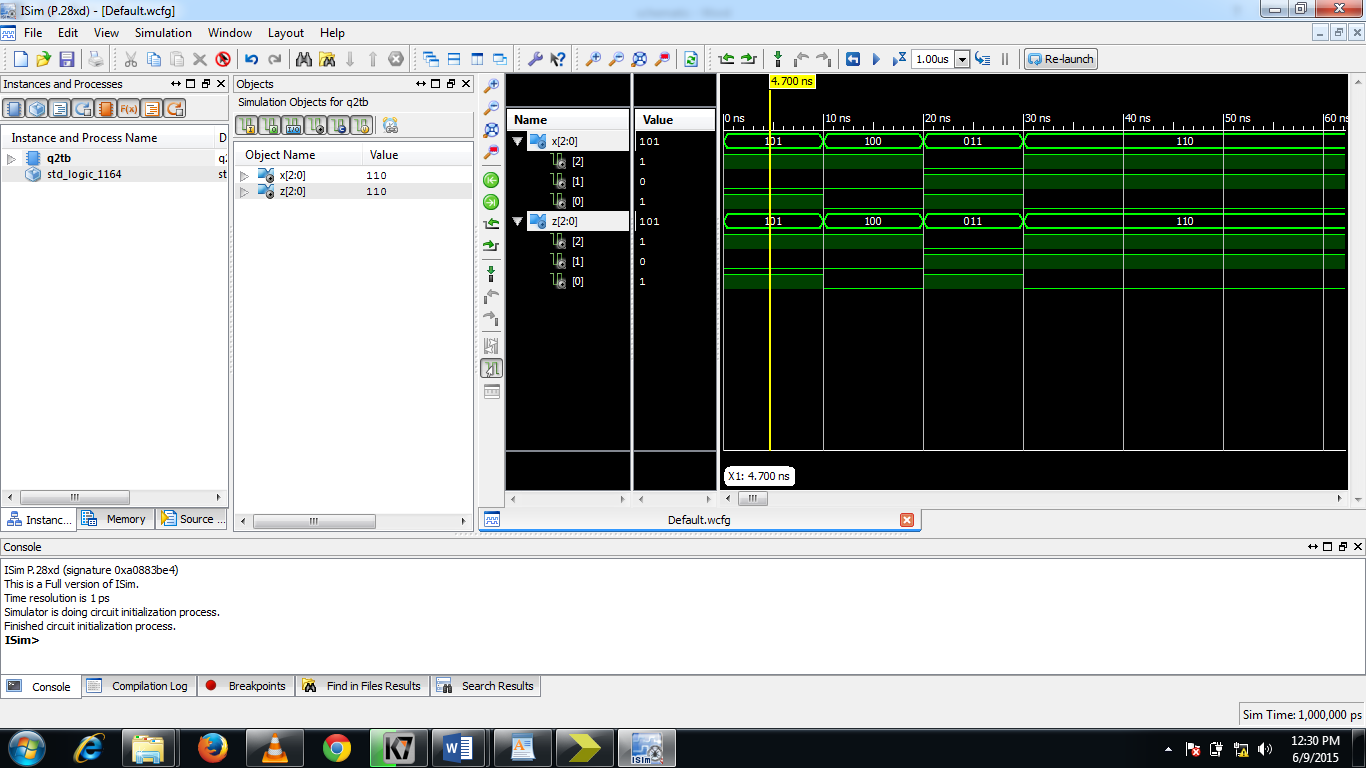 ISim (P.28xd) - [Default.wcfg]
File Edit View Simulation Window Layout Help
1.00us Re-launch
Instances and Processes
Instance and Process Name D
q2tb q2
std_logic_1164 st
Instanc... Memory Source ...
Objects
Simulation Objects for q2tb
Object Name Value
x[2:0] 110
z[2:0] 110
Name Value
x[2:0] 101
[2] 1
[1] 0
[0] 1
z[2:0] 101
[2] 1
[1] 0
[0] 1
4.700 ns
0 ns 10 ns 20 ns 30 ns 40 ns 50 ns 60 ns
101 100 011 110
101 100 011 110
X1: 4.700 ns
Default.wcfg
Console
ISim P.28xd (signature 0xa0883be4)
This is a Full version of ISim.
Time resolution is 1 ps
Simulator is doing circuit initialization process.
Finished circuit initialization process.
ISim>
Console Compilation Log Breakpoints Find in Files Results Search Results
Sim Time: 1,000,000 ps
12:30 PM
6/9/2015